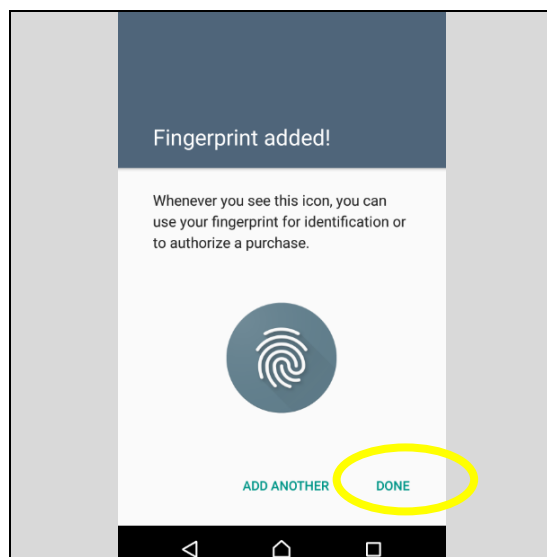 Fingerprint added!
Whenever you see this icon, you can
use your fingerprint for identification or
to authorize a purchase.
ADD ANOTHER DONE